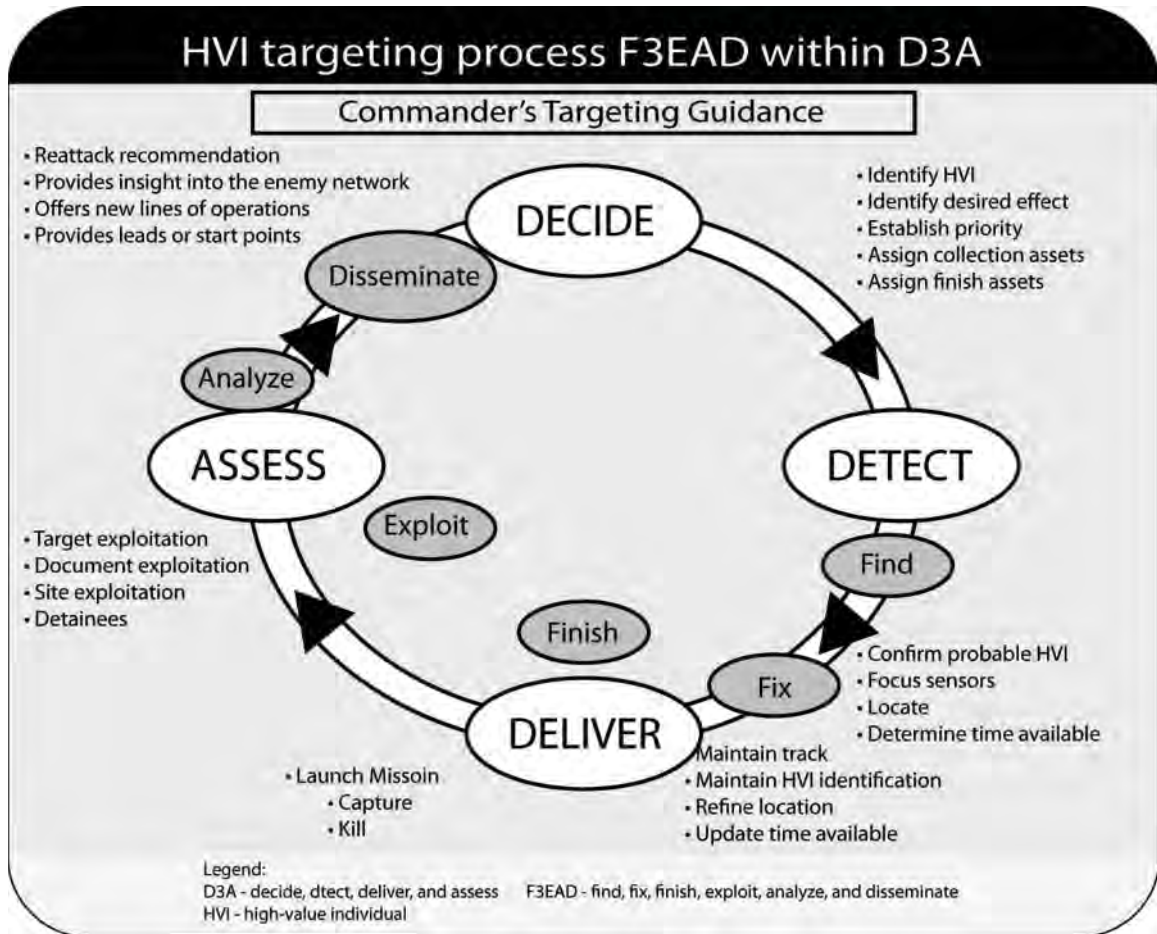 HVI targeting process F3EAD within D3A
Commander's Targeting Guidance
• Reattack recommendation
• Provides insight into the enemy network
• Offers new lines of operations
• Provides leads or start points
DECIDE
• Identify HVI
• Identify desired effect
• Establish priority
• Assign collection assets
• Assign finish assets
Disseminate
Analyze
ASSESS
DETECT
Exploit
• Target exploitation
• Document exploitation
• Site exploitation
• Detainees
Find
Finish
Fix
• Confirm probable HVI
• Focus sensors
• Locate
• Determine time available
DELIVER
Maintain track
• Maintain HVI identification
• Refine location
• Update time available
• Launch Missoin
• Capture
• Kill
Legend:
D3A - decide, dtect, deliver, and assess F3EAD - find, fix, finish, exploit, analyze, and disseminate
HVI - high-value individual